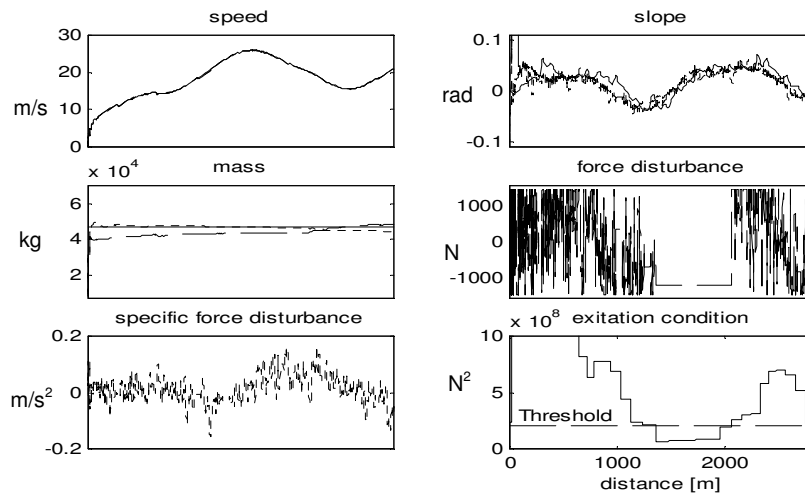 speed
30
20
10
0
m/s
slope
0.1
0
-0.1
rad
mass
x 10^4
6
4
2
kg
force disturbance
1000
0
-1000
N
specific force disturbance
0.2
0
-0.2
m/s^2
x 10^8 exitation condition
10
5
0
N^2
Threshold
0 1000 2000
distance [m]